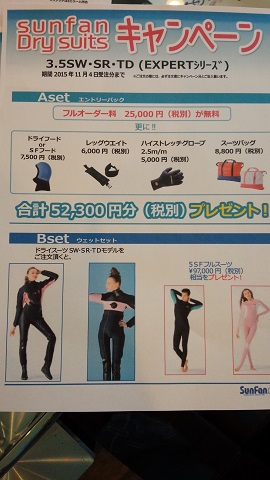 sunfan
Dry suits キャンペーン
3.5SW・SR・TD (EXPERTｼﾘｰｽﾞ)
期間 2015年11月4日受注分まで
Aset エントリーパック
フルオーダー料 25,000円（税別）が無料
更に!!
ドライフード
or
SFフード
7,500円（税別）
レッグウエイト
6,000円（税別）
ハイストレッチグローブ
2.5m/m
5,000円（税別）
スーツバッグ
8,800円（税別）
合計52,300円分（税別）プレゼント!
Bset ウェットセット
ドライスーツSW・SR・TDモデルを
ご注文頂くと、
SSFフルスーツ
¥97,000円（税別）
相当をプレゼント!
SunFan